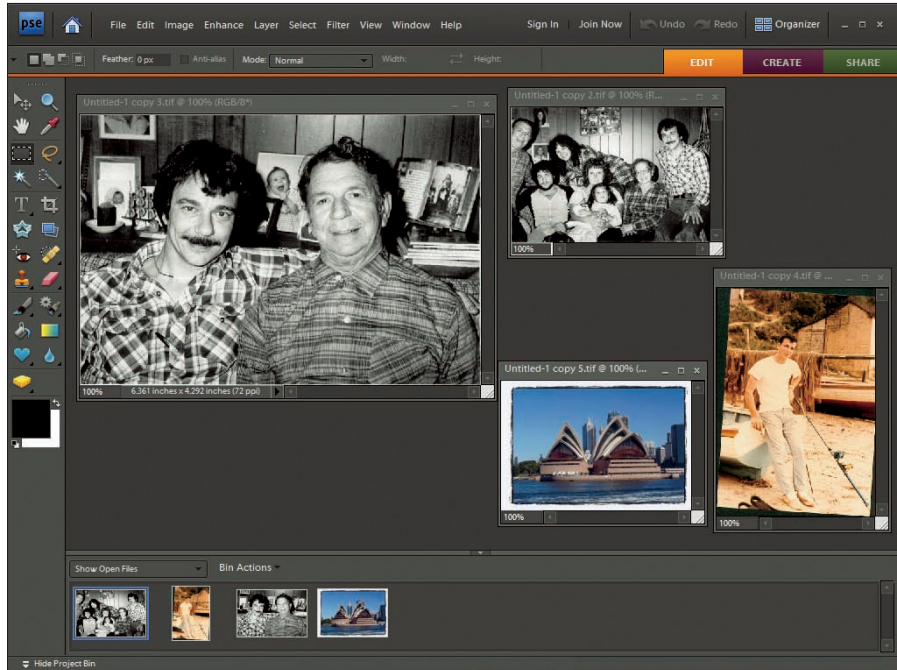 pse File Edit Image Enhance Layer Select Filter View Window Help Sign In Join Now Undo Redo Organizer
Feather: 0 px Anti-alias Mode: Normal Width: Height: EDIT CREATE SHARE
Untitled-1 copy 3.tif @ 100% (RGB/8*)
100% 6.361 inches x 4.292 inches (72 ppi)
Untitled-1 copy 2.tif @ 100% (R...
100%
Untitled-1 copy 4.tif @ ...
100%
Untitled-1 copy 5.tif @ 100% (...
100%
T
Show Open Files Bin Actions
Hide Project Bin